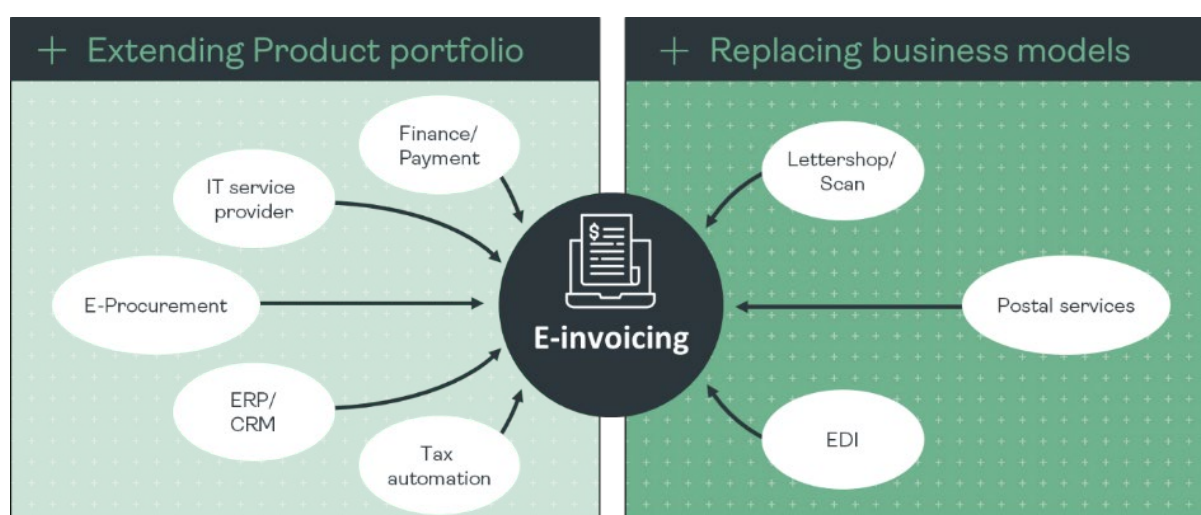 + Extending Product portfolio
Finance/
Payment
IT service
provider
E-Procurement
ERP/
CRM
Tax
automation
$
E-invoicing
+ Replacing business models
Lettershop/
Scan
Postal services
EDI